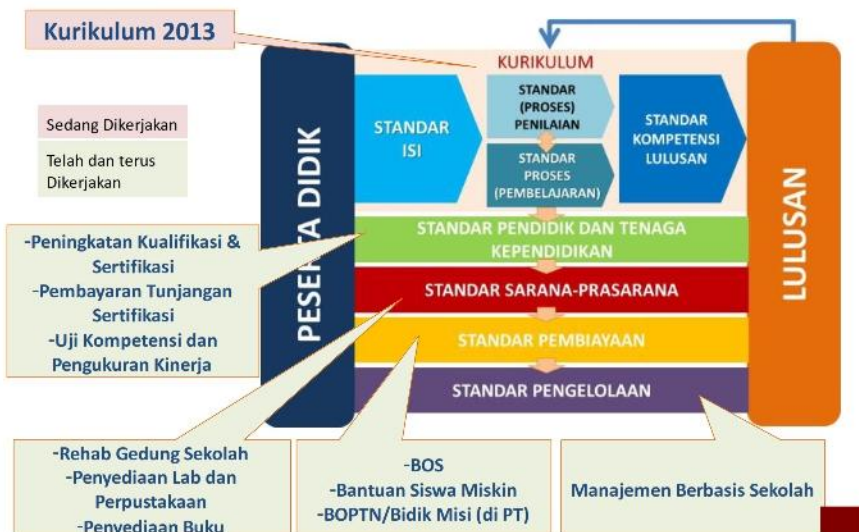 Kurikulum 2013
Sedang Dikerjakan
Telah dan terus
Dikerjakan
PESERTA DIDIK
KURIKULUM
STANDAR
ISI
STANDAR
(PROSES)
PENILAIAN
STANDAR
PROSES
(PEMBELAJARAN)
STANDAR
KOMPETENSI
LULUSAN
LULUSAN
STANDAR PENDIDIK DAN TENAGA
KEPENDIDIKAN
STANDAR SARANA-PRASARANA
STANDAR PEMBIAYAAN
STANDAR PENGELOLAAN
-Peningkatan Kualifikasi &
Sertifikasi
-Pembayaran Tunjangan
Sertifikasi
-Uji Kompetensi dan
Pengukuran Kinerja
-Rehab Gedung Sekolah
-Penyediaan Lab dan
Perpustakaan
-Penyediaan Buku
-BOS
-Bantuan Siswa Miskin
-BOPTN/Bidik Misi (di PT)
Manajemen Berbasis Sekolah